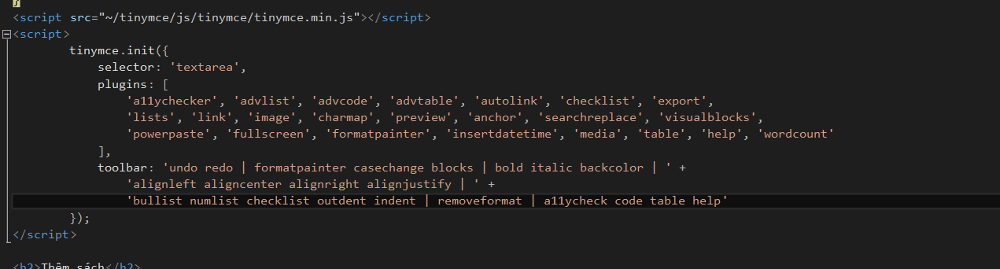 }
<script src="~/tinymce/js/tinymce/tinymce.min.js"></script>
<script>
tinymce.init({
selector: 'textarea',
plugins: [
'a11ychecker', 'advlist', 'advcode', 'advtable', 'autolink', 'checklist', 'export',
'lists', 'link', 'image', 'charmap', 'preview', 'anchor', 'searchreplace', 'visualblocks',
'powerpaste', 'fullscreen', 'formatpainter', 'insertdatetime', 'media', 'table', 'help', 'wordcount'
],
toolbar: 'undo redo | formatpainter casechange blocks | bold italic backcolor | ' +
'alignleft aligncenter alignright alignjustify | ' +
'bullist numlist checklist outdent indent | removeformat | a11ycheck code table help'
});
</script>
<h2>Thêm sách</h2>